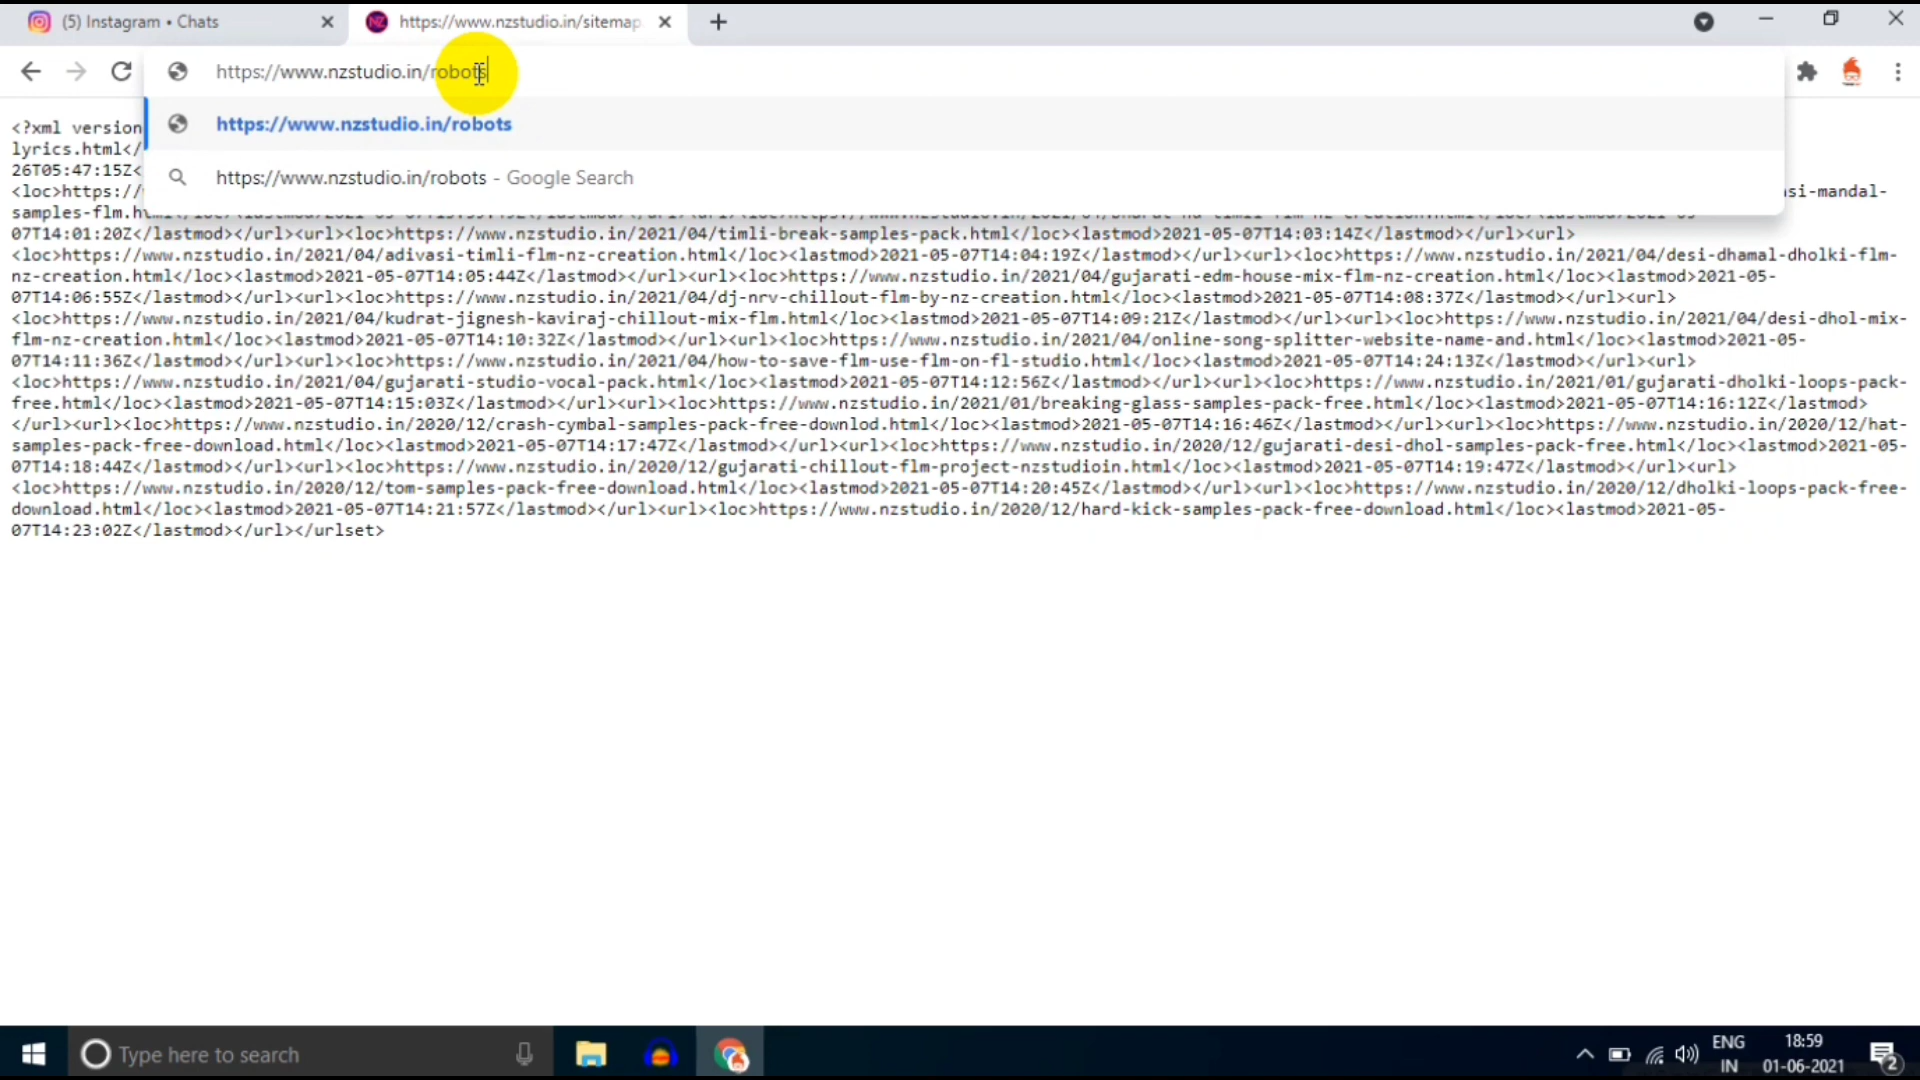 (5) Instagram • Chats
https://www.nzstudio.in/sitemap
https://www.nzstudio.in/robots
https://www.nzstudio.in/robots
https://www.nzstudio.in/robots - Google Search
<?xml version
lyrics.html</
26T05:47:15Z<
<loc>https:// si-mandal-
samples-flm.h
07T14:01:20Z</lastmod></url><url><loc>https://www.nzstudio.in/2021/04/timli-break-samples-pack.html</loc><lastmod>2021-05-07T14:03:14Z</lastmod></url><url>
<loc>https://www.nzstudio.in/2021/04/adivasi-timli-flm-nz-creation.html</loc><lastmod>2021-05-07T14:04:19Z</lastmod></url><url><loc>https://www.nzstudio.in/2021/04/desi-dhamal-dholki-flm-
nz-creation.html</loc><lastmod>2021-05-07T14:05:44Z</lastmod></url><url><loc>https://www.nzstudio.in/2021/04/gujarati-edm-house-mix-flm-nz-creation.html</loc><lastmod>2021-05-
07T14:06:55Z</lastmod></url><url><loc>https://www.nzstudio.in/2021/04/dj-nrv-chillout-flm-by-nz-creation.html</loc><lastmod>2021-05-07T14:08:37Z</lastmod></url><url>
<loc>https://www.nzstudio.in/2021/04/kudrat-jignesh-kaviraj-chillout-mix-flm.html</loc><lastmod>2021-05-07T14:09:21Z</lastmod></url><url><loc>https://www.nzstudio.in/2021/04/desi-dhol-mix-
flm-nz-creation.html</loc><lastmod>2021-05-07T14:10:32Z</lastmod></url><url><loc>https://www.nzstudio.in/2021/04/online-song-splitter-website-name-and.html</loc><lastmod>2021-05-
07T14:11:36Z</lastmod></url><url><loc>https://www.nzstudio.in/2021/04/how-to-save-flm-use-flm-on-fl-studio.html</loc><lastmod>2021-05-07T14:24:13Z</lastmod></url><url>
<loc>https://www.nzstudio.in/2021/04/gujarati-studio-vocal-pack.html</loc><lastmod>2021-05-07T14:12:56Z</lastmod></url><url><loc>https://www.nzstudio.in/2021/01/gujarati-dholki-loops-pack-
free.html</loc><lastmod>2021-05-07T14:15:03Z</lastmod></url><url><loc>https://www.nzstudio.in/2021/01/breaking-glass-samples-pack-free.html</loc><lastmod>2021-05-07T14:16:12Z</lastmod>
</url><url><loc>https://www.nzstudio.in/2020/12/crash-cymbal-samples-pack-free-downlod.html</loc><lastmod>2021-05-07T14:16:46Z</lastmod></url><url><loc>https://www.nzstudio.in/2020/12/hat-
samples-pack-free-download.html</loc><lastmod>2021-05-07T14:17:47Z</lastmod></url><url><loc>https://www.nzstudio.in/2020/12/gujarati-desi-dhol-samples-pack-free.html</loc><lastmod>2021-05-
07T14:18:44Z</lastmod></url><url><loc>https://www.nzstudio.in/2020/12/gujarati-chillout-flm-project-nzstudioin.html</loc><lastmod>2021-05-07T14:19:47Z</lastmod></url><url>
<loc>https://www.nzstudio.in/2020/12/tom-samples-pack-free-download.html</loc><lastmod>2021-05-07T14:20:45Z</lastmod></url><url><loc>https://www.nzstudio.in/2020/12/dholki-loops-pack-free-
download.html</loc><lastmod>2021-05-07T14:21:57Z</lastmod></url><url><loc>https://www.nzstudio.in/2020/12/hard-kick-samples-pack-free-download.html</loc><lastmod>2021-05-
07T14:23:02Z</lastmod></url></urlset>
Type here to search
ENG
IN
18:59
01-06-2021
2